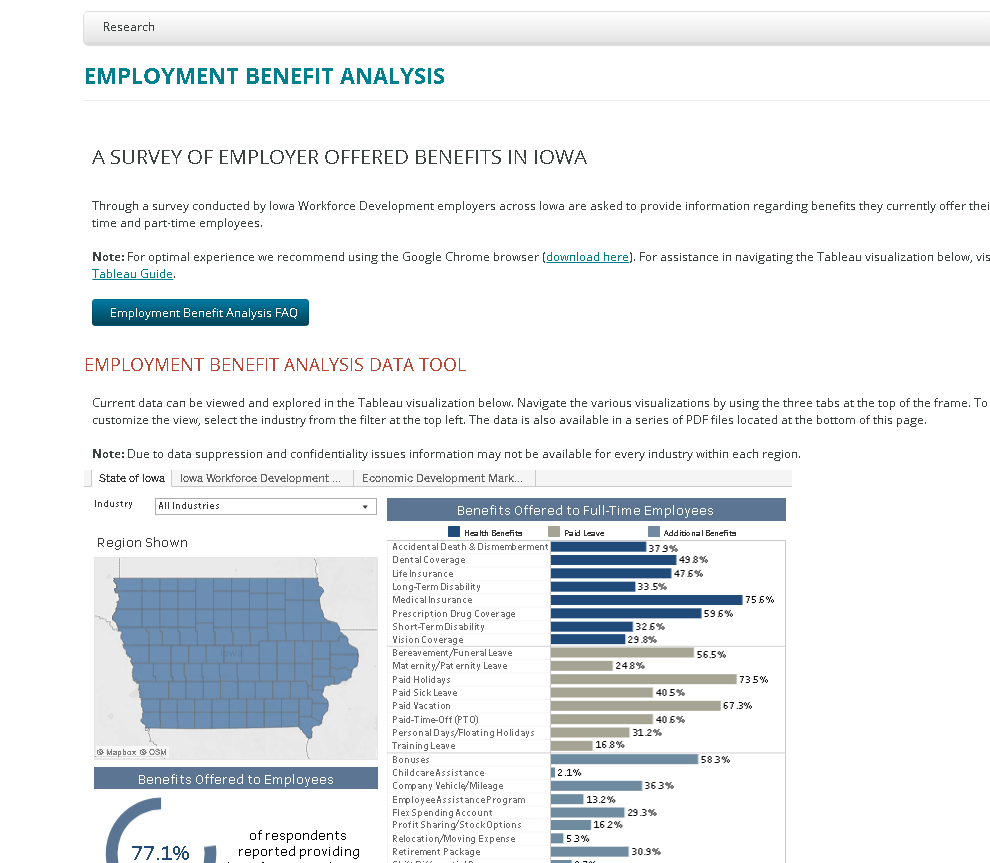 Research
EMPLOYMENT BENEFIT ANALYSIS
A SURVEY OF EMPLOYER OFFERED BENEFITS IN IOWA
Through a survey conducted by Iowa Workforce Development employers across Iowa are asked to provide information regarding benefits they currently offer thei
time and part-time employees.
Note: For optimal experience we recommend using the Google Chrome browser (download here). For assistance in navigating the Tableau visualization below, vis
Tableau Guide.
Employment Benefit Analysis FAQ
EMPLOYMENT BENEFIT ANALYSIS DATA TOOL
Current data can be viewed and explored in the Tableau visualization below. Navigate the various visualizations by using the three tabs at the top of the frame. To
customize the view, select the industry from the filter at the top left. The data is also available in a series of PDF files located at the bottom of this page.
Note: Due to data suppression and confidentiality issues information may not be available for every industry within each region.
State of Iowa Iowa Workforce Development ... Economic Development Mark...
Industry All Industries
Region Shown
© Mapbox © OSM
Benefits Offered to Employees
77.1%
of respondents
reported providing
Benefits Offered to Full-Time Employees
Health Benefits Paid Leave Additional Benefits
Accidental Death & Dismemberment 37.9%
Dental Coverage 49.8%
Life Insurance 47.6%
Long-Term Disability 33.5%
Medical Insurance 75.6%
Prescription Drug Coverage 59.6%
Short-Term Disability 32.6%
Vision Coverage 29.8%
Bereavement/Funeral Leave 56.5%
Maternity/Paternity Leave 24.8%
Paid Holidays 73.5%
Paid Sick Leave 40.5%
Paid Vacation 67.3%
Paid-Time-Off (PTO) 40.6%
Personal Days/Floating Holidays 31.2%
Training Leave 16.8%
Bonuses 58.3%
Childcare Assistance 2.1%
Company Vehicle/Mileage 36.3%
Employee Assistance Program 13.2%
Flex Spending Account 29.3%
Profit Sharing/Stock Options 16.2%
Relocation/Moving Expense 5.3%
Retirement Package 30.9%